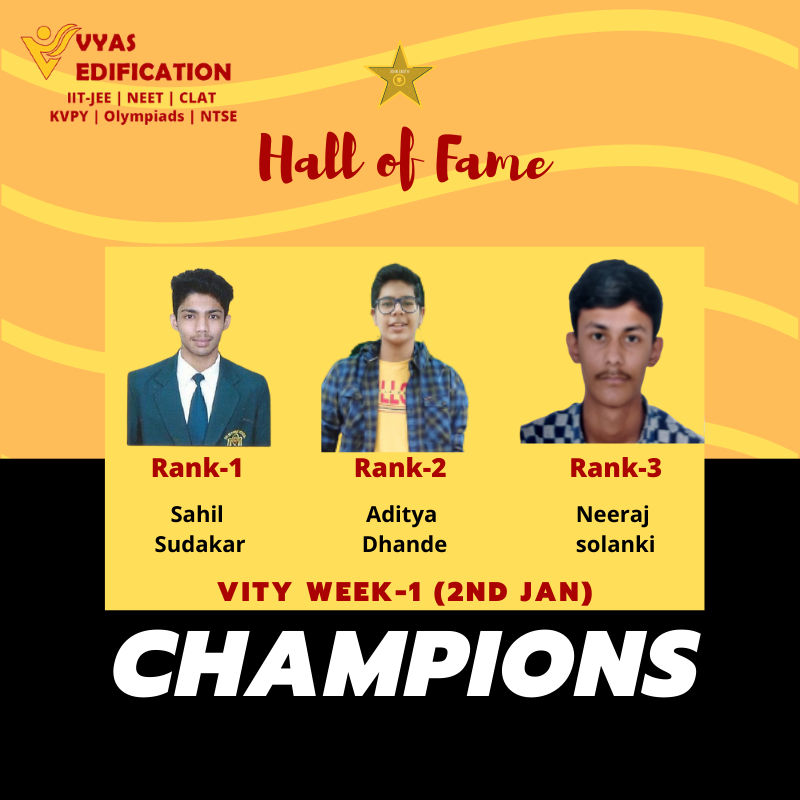 VYAS
EDIFICATION
IIT-JEE | NEET | CLAT
KVPY | Olympiads | NTSE
Hall of Fame
Rank-1
Rank-2
Rank-3
Sahil
Sudakar
Aditya
Dhande
Neeraj
solanki
VITY WEEK-1 (2ND JAN)
CHAMPIONS